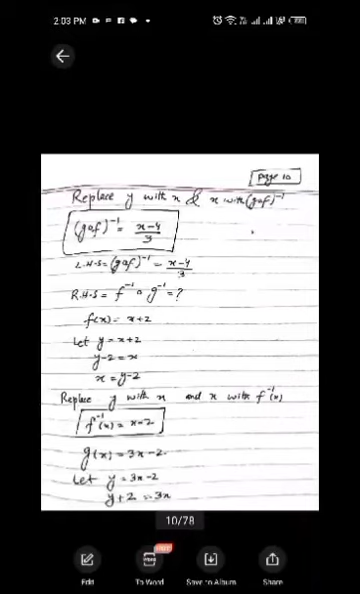 2:03 PM
page 10
Replace y with x & x with (gof)⁻¹
(gof)⁻¹ = x-4/3
L.H.S = (gof)⁻¹ = x-4/3
R.H.S = f⁻¹ o g⁻¹ = ?
f(x) = x+2
Let y = x+2
y-2 = x
x = y-2
Replace y with x and x with f⁻¹(x)
f⁻¹(x) = x-2
g(x) = 3x-2
Let y = 3x-2
y+2 = 3x
10/78
Edit To Word Save to Album Share